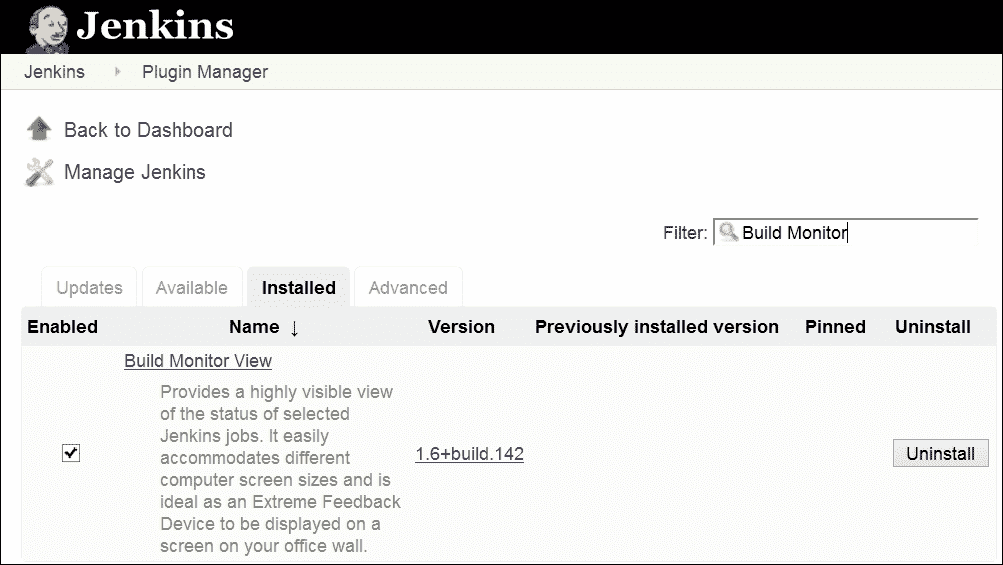 Jenkins
Jenkins Plugin Manager
Back to Dashboard
Manage Jenkins
Filter: Build Monitor
Updates Available Installed Advanced
Enabled Name ↓ Version Previously installed version Pinned Uninstall
Build Monitor View
Provides a highly visible view
of the status of selected
Jenkins jobs. It easily
accommodates different
computer screen sizes and is
ideal as an Extreme Feedback
Device to be displayed on a
screen on your office wall.
1.6+build.142
Uninstall